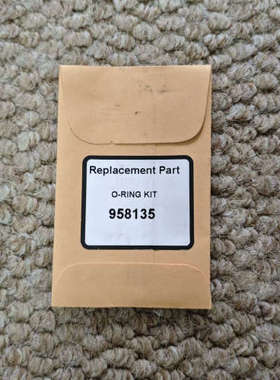 Replacement Part
O-RING KIT
958135